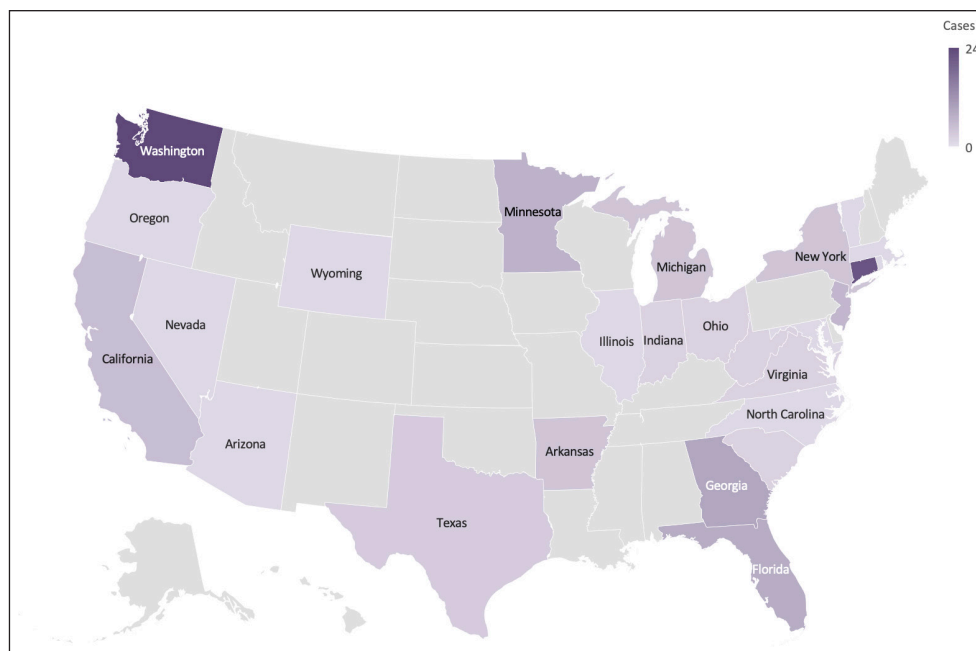 Cases
24
0
Washington
Oregon
Minnesota
Wyoming
Michigan
New York
Nevada
Illinois
Indiana
Ohio
California
Virginia
North Carolina
Arizona
Arkansas
Georgia
Texas
Florida